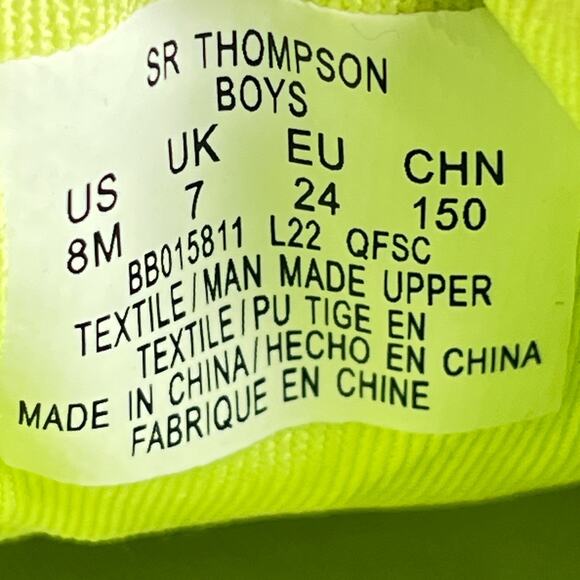 SR THOMPSON
BOYS
US UK EU CHN
8M 7 24 150
BB015811 L22 QFSC
TEXTILE/MAN MADE UPPER
TEXTILE/PU TIGE EN
MADE IN CHINA/HECHO EN CHINA
FABRIQUE EN CHINE